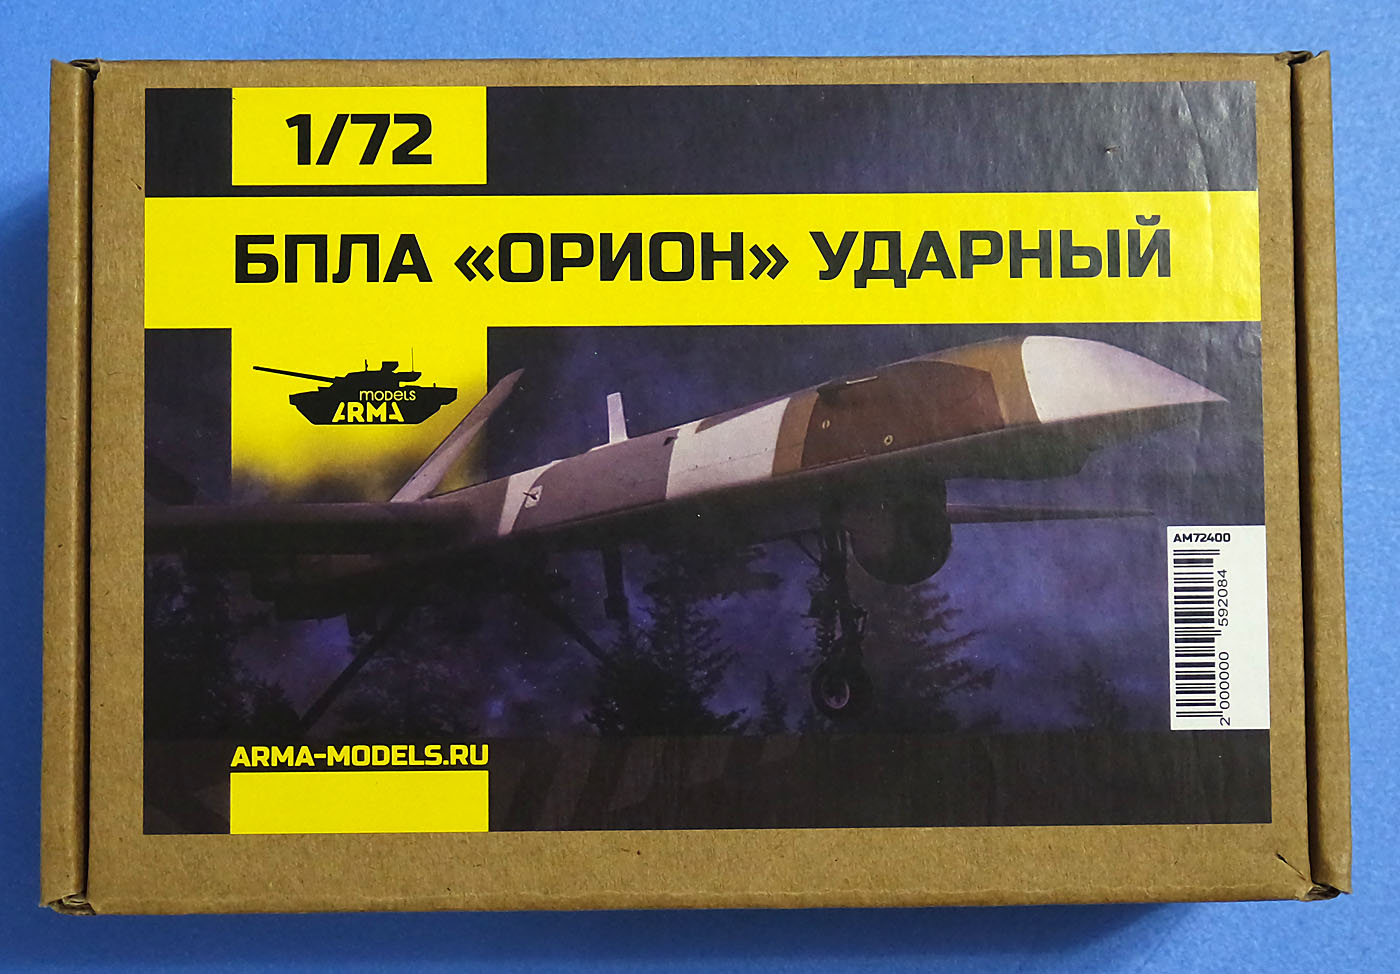 1/72
БПЛА «ОРИОН» УДАРНЫЙ
models
ARMA
AM72400
2 000000 592084
ARMA-MODELS.RU